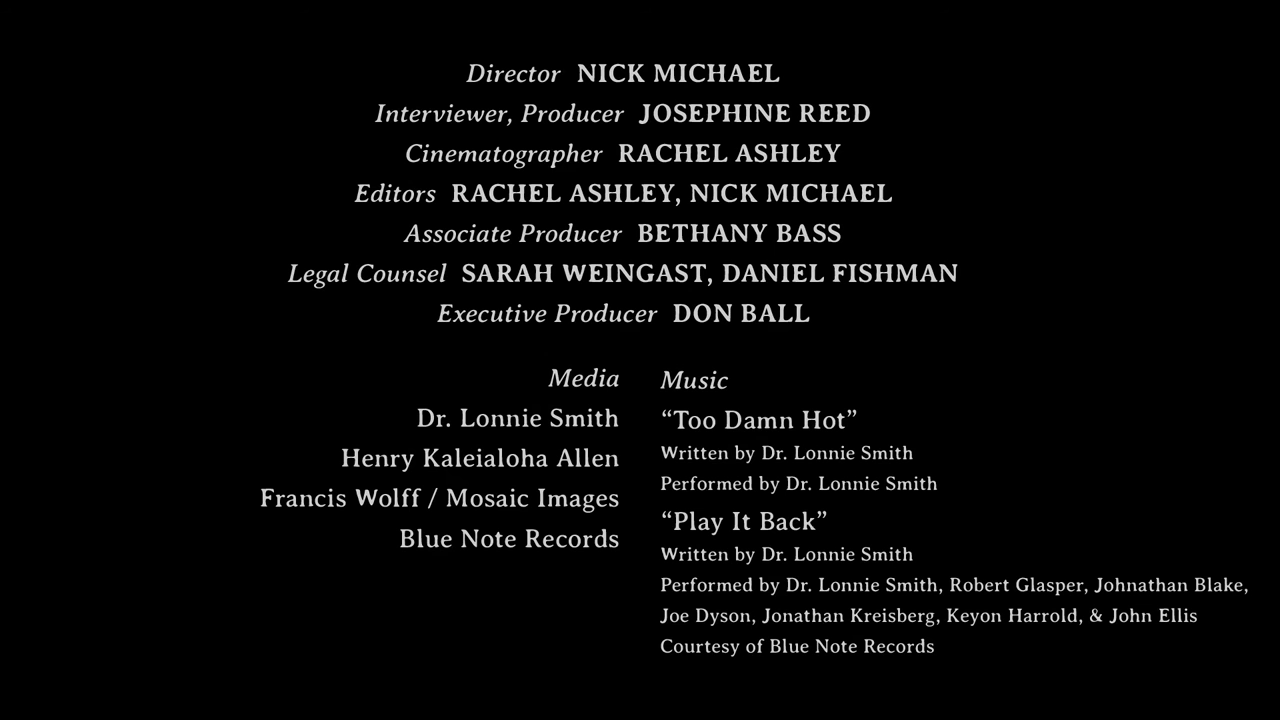 Director NICK MICHAEL
Interviewer, Producer JOSEPHINE REED
Cinematographer RACHEL ASHLEY
Editors RACHEL ASHLEY, NICK MICHAEL
Associate Producer BETHANY BASS
Legal Counsel SARAH WEINGAST, DANIEL FISHMAN
Executive Producer DON BALL
Media
Dr. Lonnie Smith
Henry Kaleialoha Allen
Francis Wolff / Mosaic Images
Blue Note Records
Music
“Too Damn Hot”
Written by Dr. Lonnie Smith
Performed by Dr. Lonnie Smith
“Play It Back”
Written by Dr. Lonnie Smith
Performed by Dr. Lonnie Smith, Robert Glasper, Johnathan Blake,
Joe Dyson, Jonathan Kreisberg, Keyon Harrold, & John Ellis
Courtesy of Blue Note Records